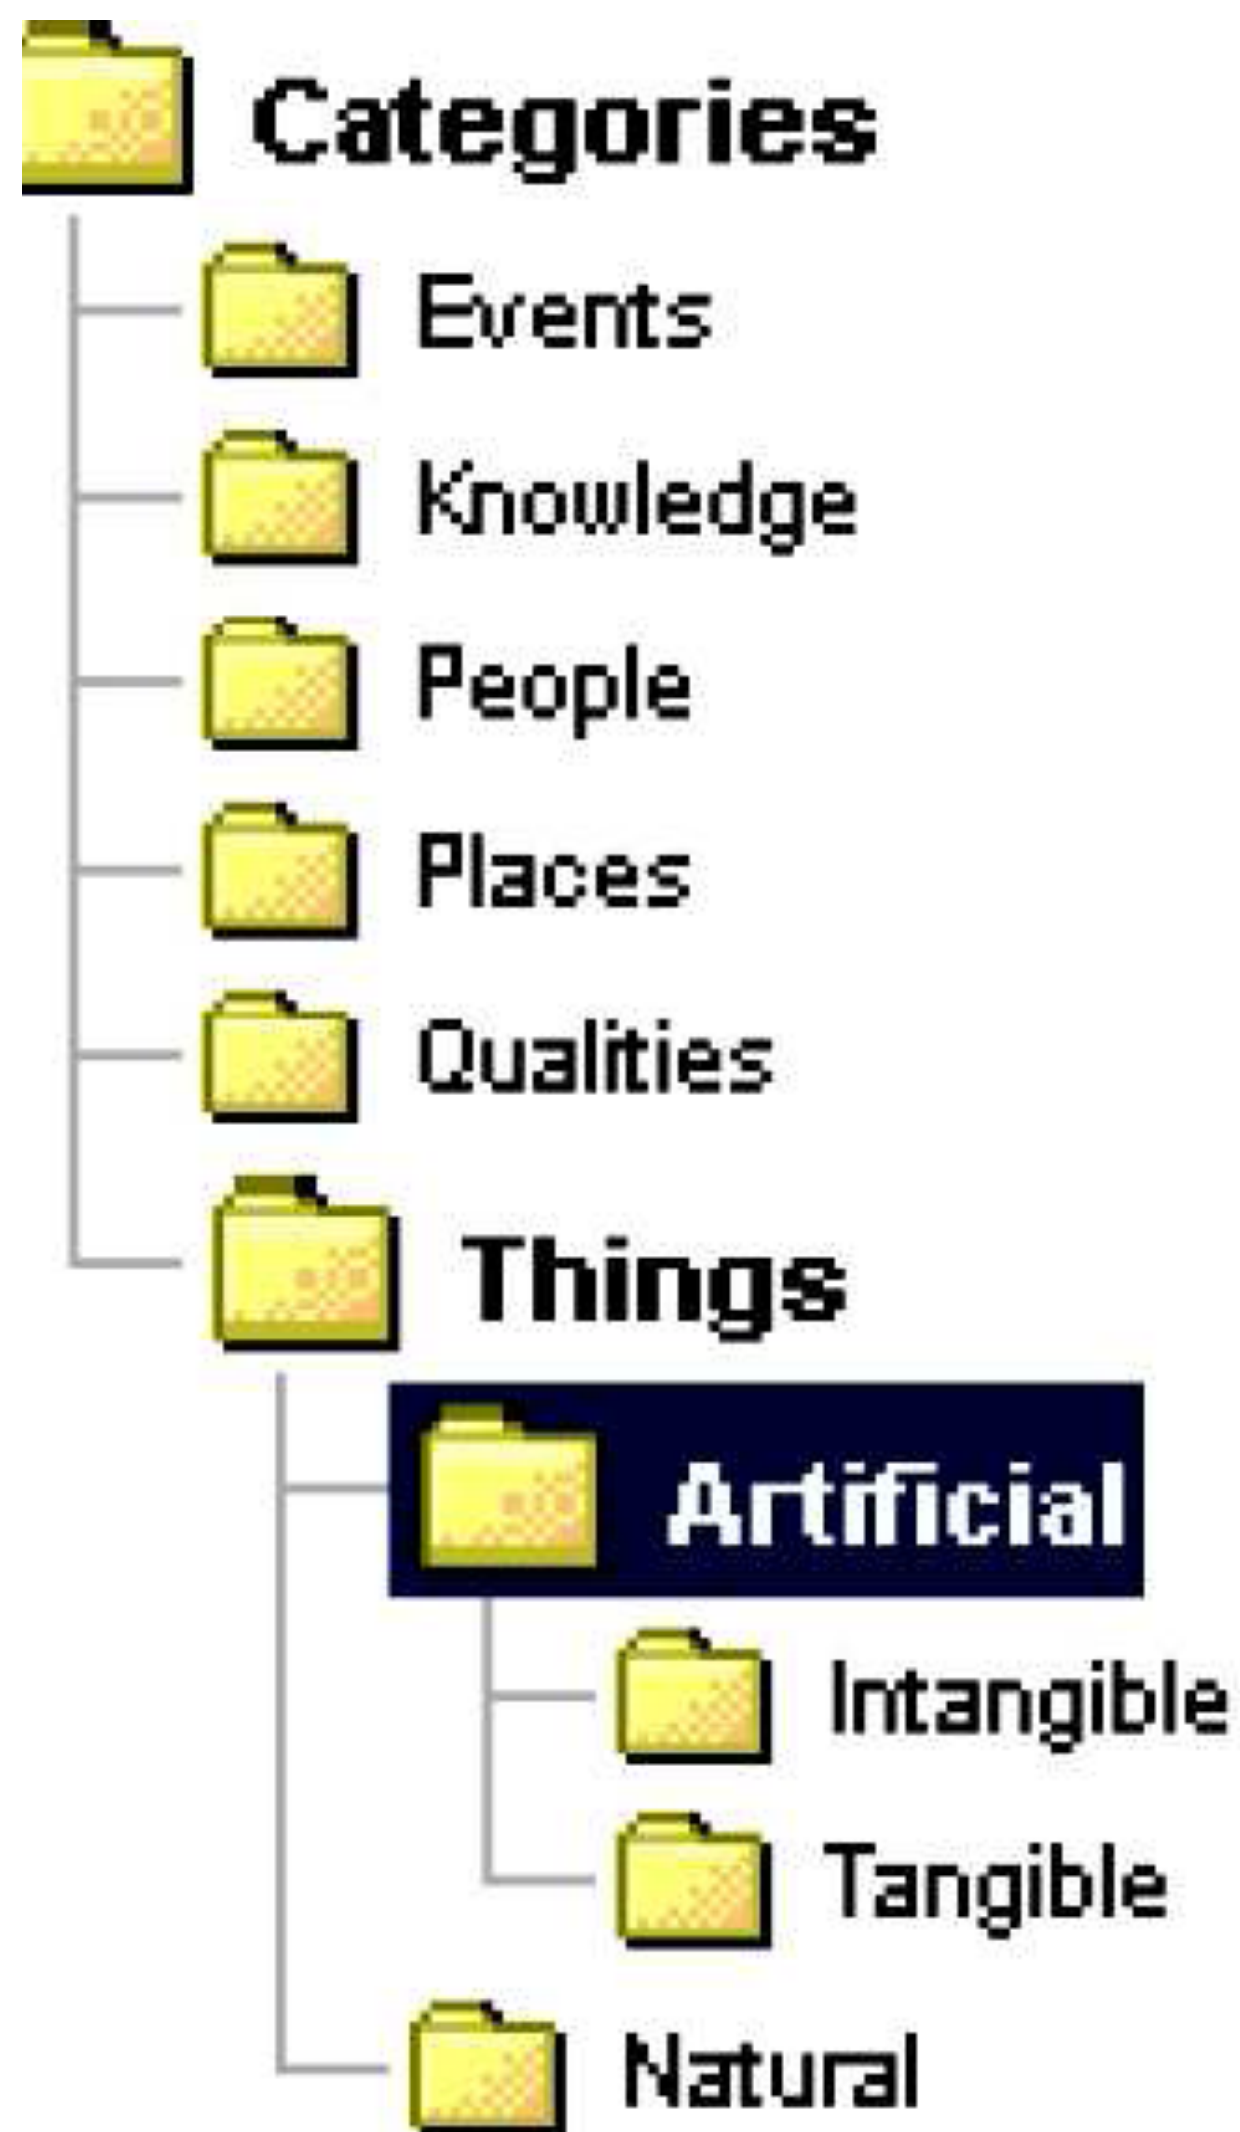 Categories
Events
Knowledge
People
Places
Qualities
Things
Artificial
Intangible
Tangible
Natural